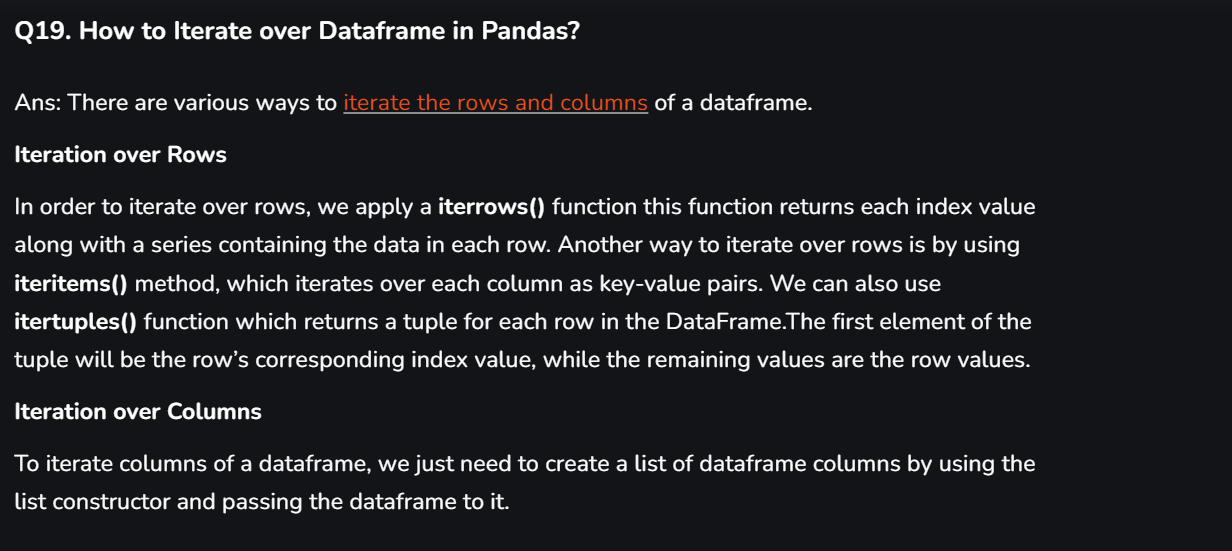 Q19. How to Iterate over Dataframe in Pandas?
Ans: There are various ways to iterate the rows and columns of a dataframe.
Iteration over Rows
In order to iterate over rows, we apply a iterrows() function this function returns each index value
along with a series containing the data in each row. Another way to iterate over rows is by using
iteritems() method, which iterates over each column as key-value pairs. We can also use
itertuples() function which returns a tuple for each row in the DataFrame.The first element of the
tuple will be the row’s corresponding index value, while the remaining values are the row values.
Iteration over Columns
To iterate columns of a dataframe, we just need to create a list of dataframe columns by using the
list constructor and passing the dataframe to it.